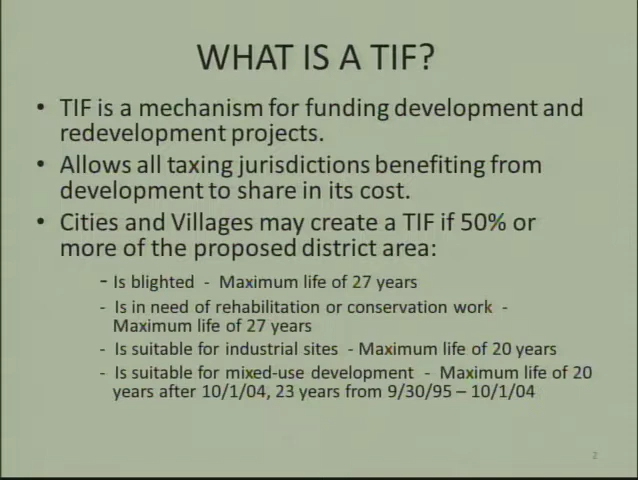 WHAT IS A TIF?
• TIF is a mechanism for funding development and
redevelopment projects.
• Allows all taxing jurisdictions benefiting from
development to share in its cost.
• Cities and Villages may create a TIF if 50% or
more of the proposed district area:
- Is blighted - Maximum life of 27 years
- Is in need of rehabilitation or conservation work -
Maximum life of 27 years
- Is suitable for industrial sites - Maximum life of 20 years
- Is suitable for mixed-use development - Maximum life of 20
years after 10/1/04, 23 years from 9/30/95 – 10/1/04
2